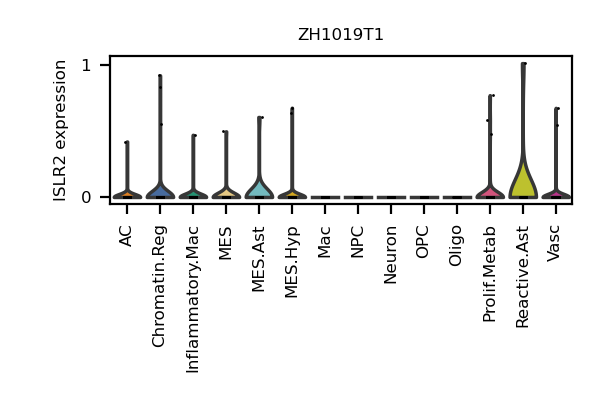 ZH1019T1
ISLR2 expression
1
0
AC
Chromatin.Reg
Inflammatory.Mac
MES
MES.Ast
MES.Hyp
Mac
NPC
Neuron
OPC
Oligo
Prolif.Metab
Reactive.Ast
Vasc